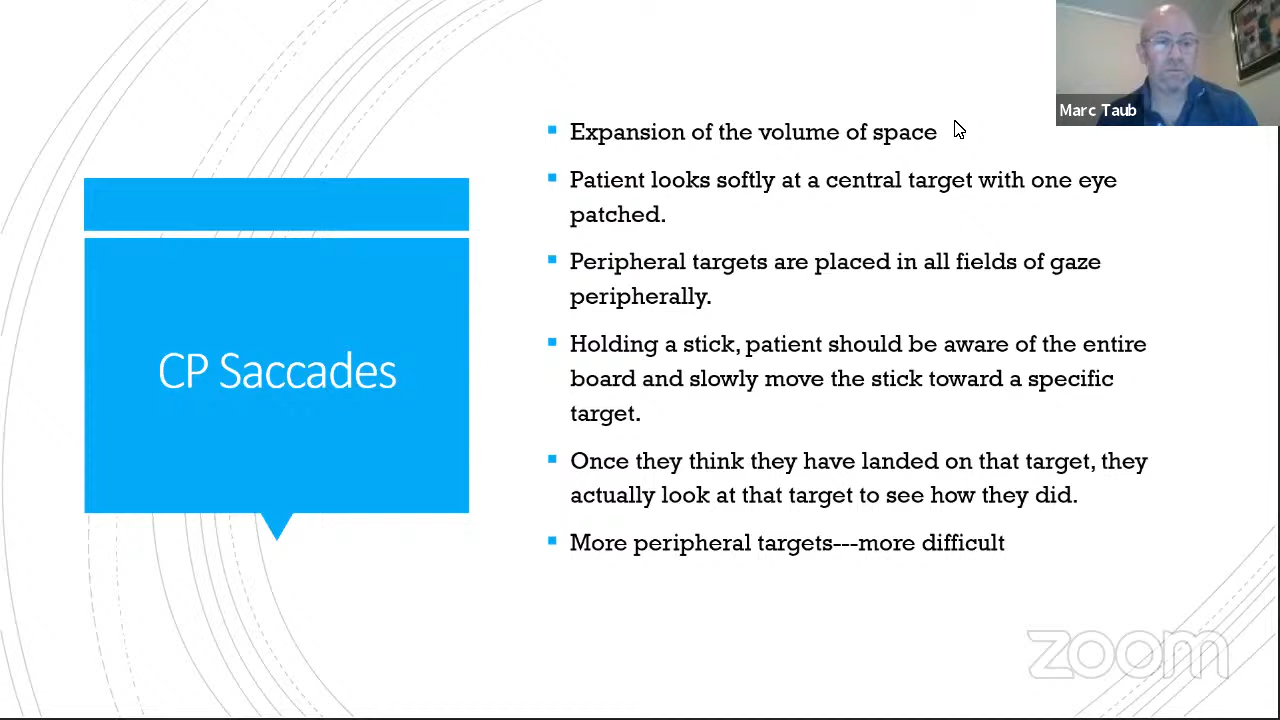 Marc Taub
CP Saccades
Expansion of the volume of space
Patient looks softly at a central target with one eye
patched.
Peripheral targets are placed in all fields of gaze
peripherally.
Holding a stick, patient should be aware of the entire
board and slowly move the stick toward a specific
target.
Once they think they have landed on that target, they
actually look at that target to see how they did.
More peripheral targets---more difficult
zoom